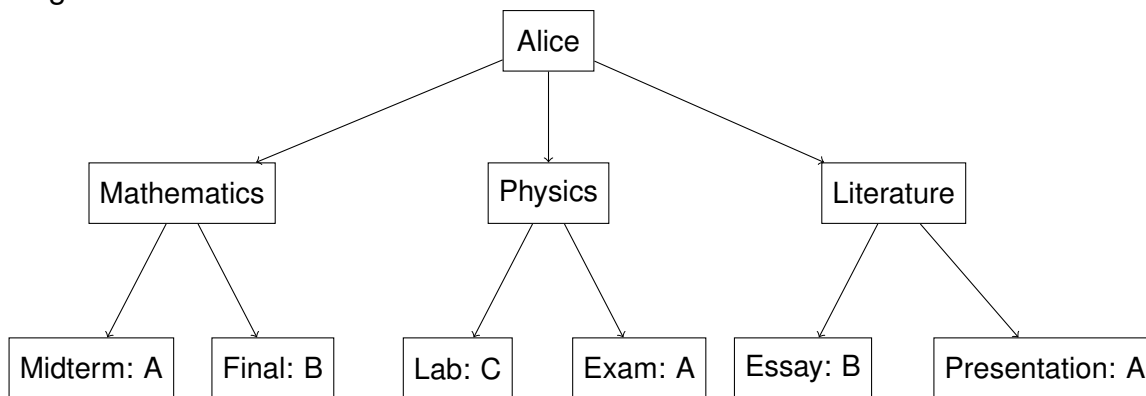 Alice
Mathematics
Physics
Literature
Midterm: A
Final: B
Lab: C
Exam: A
Essay: B
Presentation: A